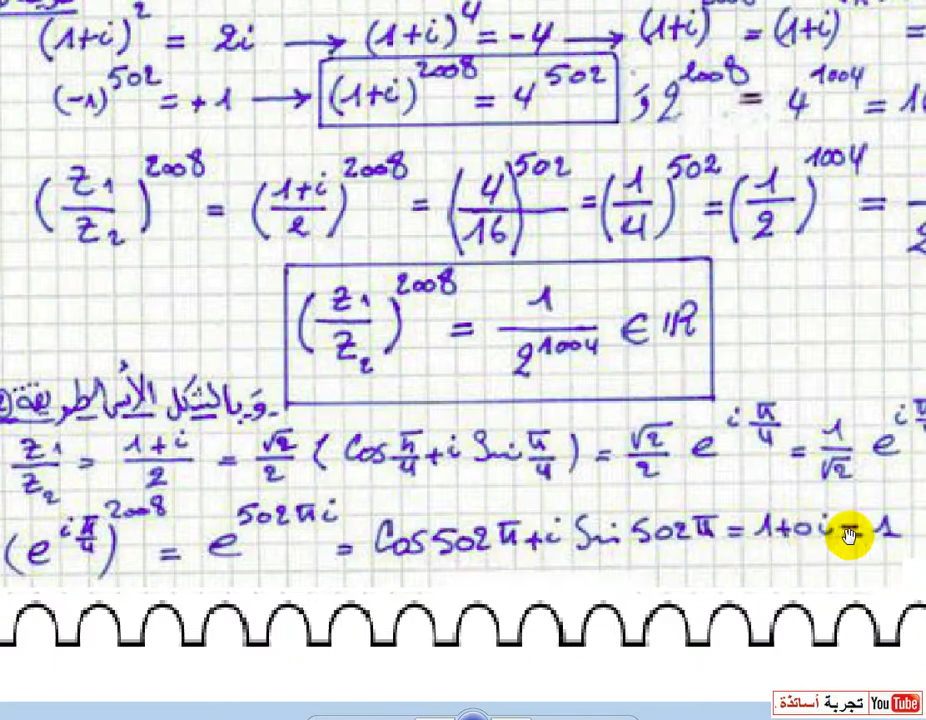 (1+i)² = 2i → (1+i)⁴ = -4 → (1+i) = (1+i) =
(-1)⁵⁰² = +1 → (1+i)²⁰⁰⁸ = 4⁵⁰² ; 2²⁰⁰⁸ = 4¹⁰⁰⁴ = 16
(Z₁/Z₂)²⁰⁰⁸ = (1+i/2)²⁰⁰⁸ = (4/16)⁵⁰² = (1/4)⁵⁰² = (1/2)¹⁰⁰⁴ =
(Z₁/Z₂)²⁰⁰⁸ = 1/2¹⁰⁰⁴ ∈ ℝ
وبالشكل الأسي
Z₁/Z₂ = 1+i/2 = √2/2 (Cos π/4 + i Sin π/4) = √2/2 e^(i π/4) = 1/√2 e^(i π/4)
(e^(i π/4))²⁰⁰⁸ = e^(502πi) = Cos 502π + i Sin 502π = 1+0i = 1
تجربة أساتذة. YouTube